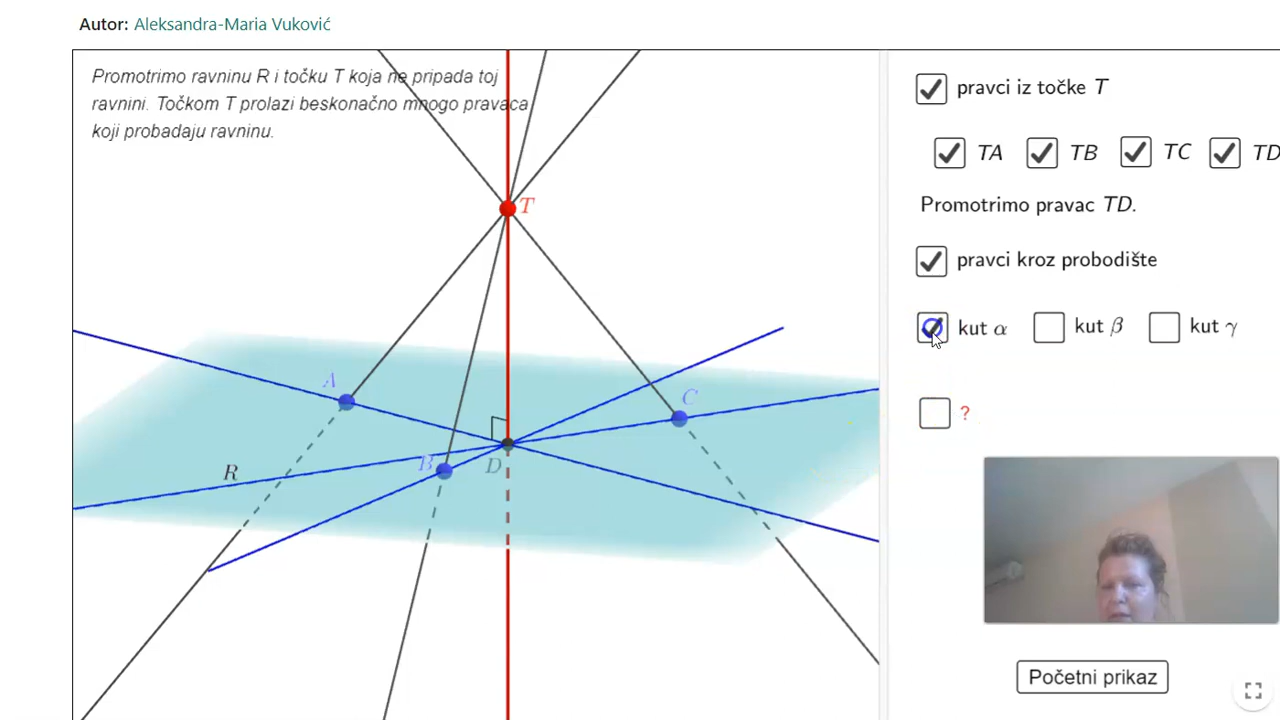 Autor: Aleksandra-Maria Vuković
Promotrimo ravninu R i točku T koja ne pripada toj
ravnini. Točkom T prolazi beskonačno mnogo pravaca
koji probadaju ravninu.
T
A
C
B
D
R
pravci iz točke T
TA TB TC TD
Promotrimo pravac TD.
pravci kroz probodište
kut α kut β kut γ
?
Početni prikaz